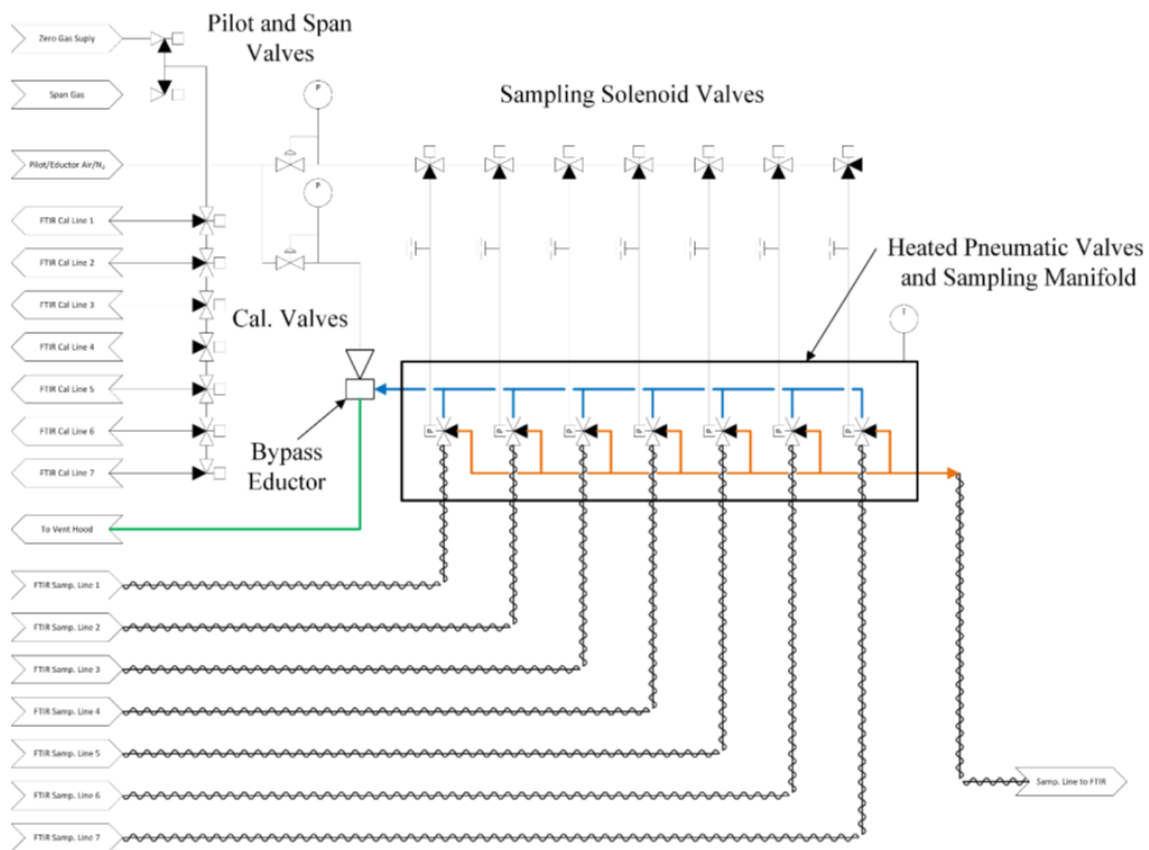 Pilot and Span
Valves
Zero Gas Suply
Span Gas
P
Sampling Solenoid Valves
Pilot/Eductor Air/N₂
P
FTIR Cal Line 1
FTIR Cal Line 2
FTIR Cal Line 3
FTIR Cal Line 4
FTIR Cal Line 5
FTIR Cal Line 6
FTIR Cal Line 7
Cal. Valves
Heated Pneumatic Valves
and Sampling Manifold
T
Bypass
Eductor
To Vent Hood
FTIR Samp. Line 1
FTIR Samp. Line 2
FTIR Samp. Line 3
FTIR Samp. Line 4
FTIR Samp. Line 5
FTIR Samp. Line 6
FTIR Samp. Line 7
Samp. Line to FTIR